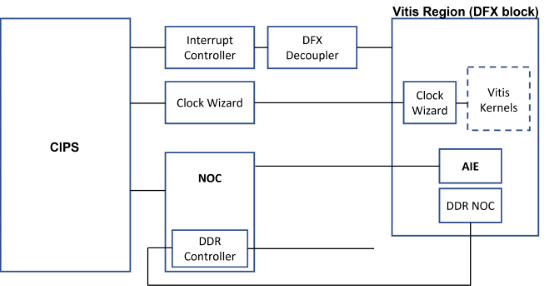 Vitis Region (DFX block)
CIPS
Interrupt
Controller
DFX
Decoupler
Clock Wizard
Clock
Wizard
Vitis
Kernels
NOC
AIE
DDR NOC
DDR
Controller